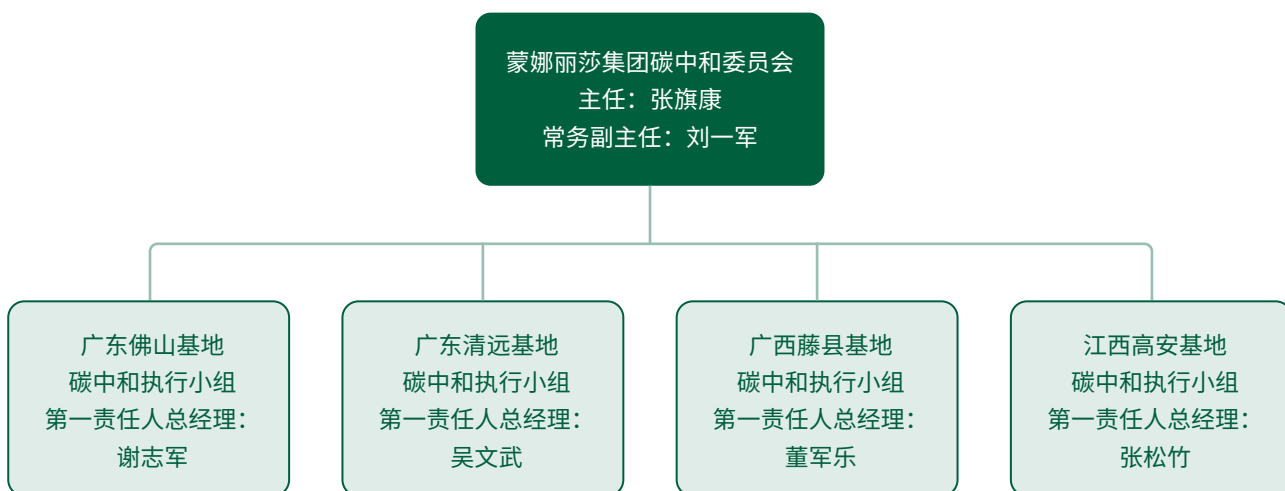 蒙娜丽莎集团碳中和委员会
主任：张旗康
常务副主任：刘一军
广东佛山基地
碳中和执行小组
第一责任人总经理：
谢志军
广东清远基地
碳中和执行小组
第一责任人总经理：
吴文武
广西藤县基地
碳中和执行小组
第一责任人总经理：
董军乐
江西高安基地
碳中和执行小组
第一责任人总经理：
张松竹